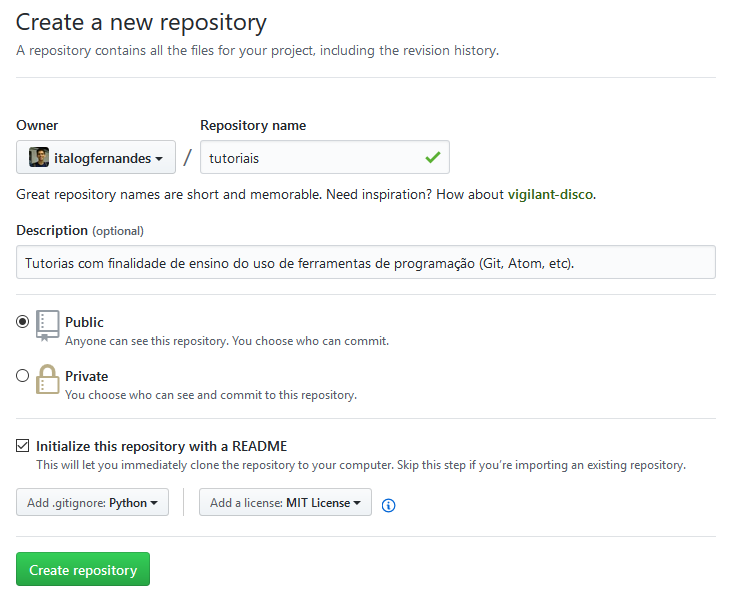 Create a new repository
A repository contains all the files for your project, including the revision history.
Owner
Repository name
italogfernandes / tutoriais
Great repository names are short and memorable. Need inspiration? How about vigilant-disco.
Description (optional)
Tutorias com finalidade de ensino do uso de ferramentas de programação (Git, Atom, etc).
Public
Anyone can see this repository. You choose who can commit.
Private
You choose who can see and commit to this repository.
Initialize this repository with a README
This will let you immediately clone the repository to your computer. Skip this step if you’re importing an existing repository.
Add .gitignore: Python
Add a license: MIT License
Create repository